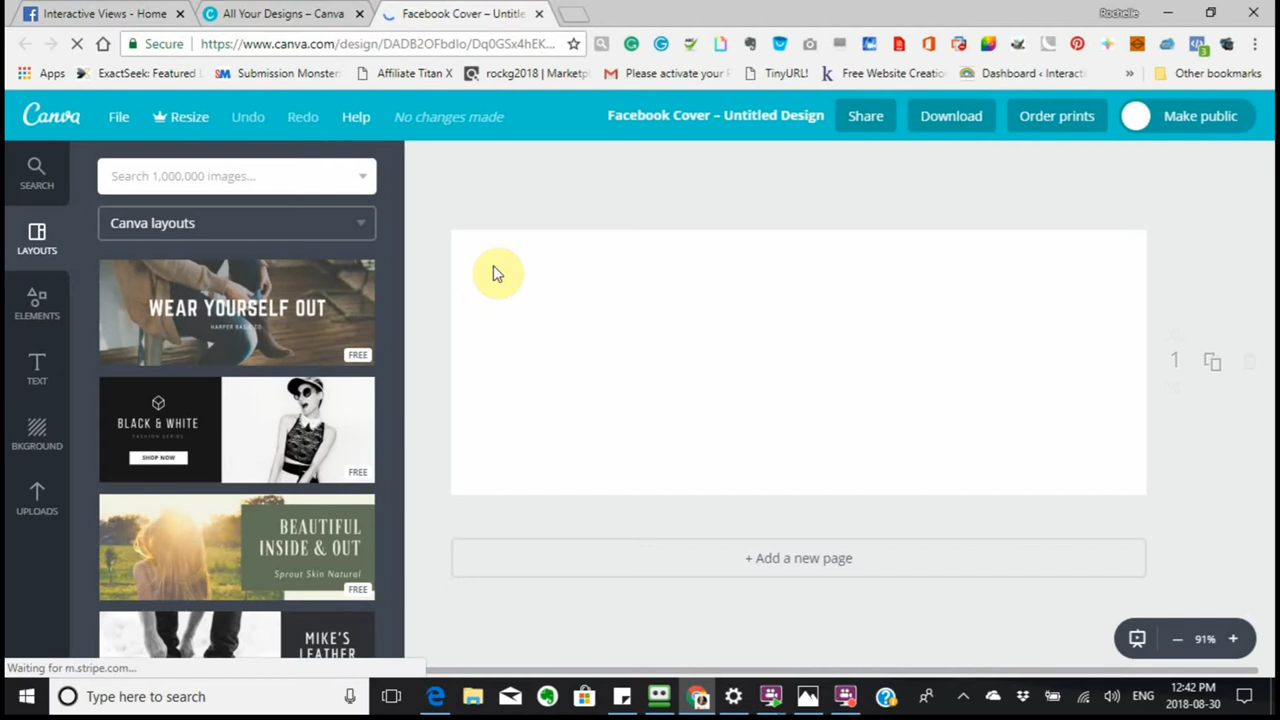 Interactive Views - Home
All Your Designs – Canva
Facebook Cover – Untitle
Rochelle
Secure
https://www.canva.com/design/DADB2OFbdlo/Dq0GSx4hEK...
3
Apps
ExactSeek: Featured L
Submission Monster
Affiliate Titan X
rockg2018 | Marketpl
Please activate your F
TinyURL!
Free Website Creatio
Dashboard ‹ Interacti
»
Other bookmarks
Canva
File
Resize
Undo
Redo
Help
No changes made
Facebook Cover – Untitled Design
Share
Download
Order prints
Make public
SEARCH
LAYOUTS
ELEMENTS
TEXT
BKGROUND
UPLOADS
Search 1,000,000 images...
Canva layouts
WEAR YOURSELF OUT
FREE
BLACK & WHITE
FASHION SERIES
SHOP NOW
FREE
BEAUTIFUL
INSIDE & OUT
Sprout Skin Natural
FREE
MIKE'S
LEATHER
1
+ Add a new page
91%
Waiting for m.stripe.com...
Type here to search
ENG
12:42 PM
2018-08-30